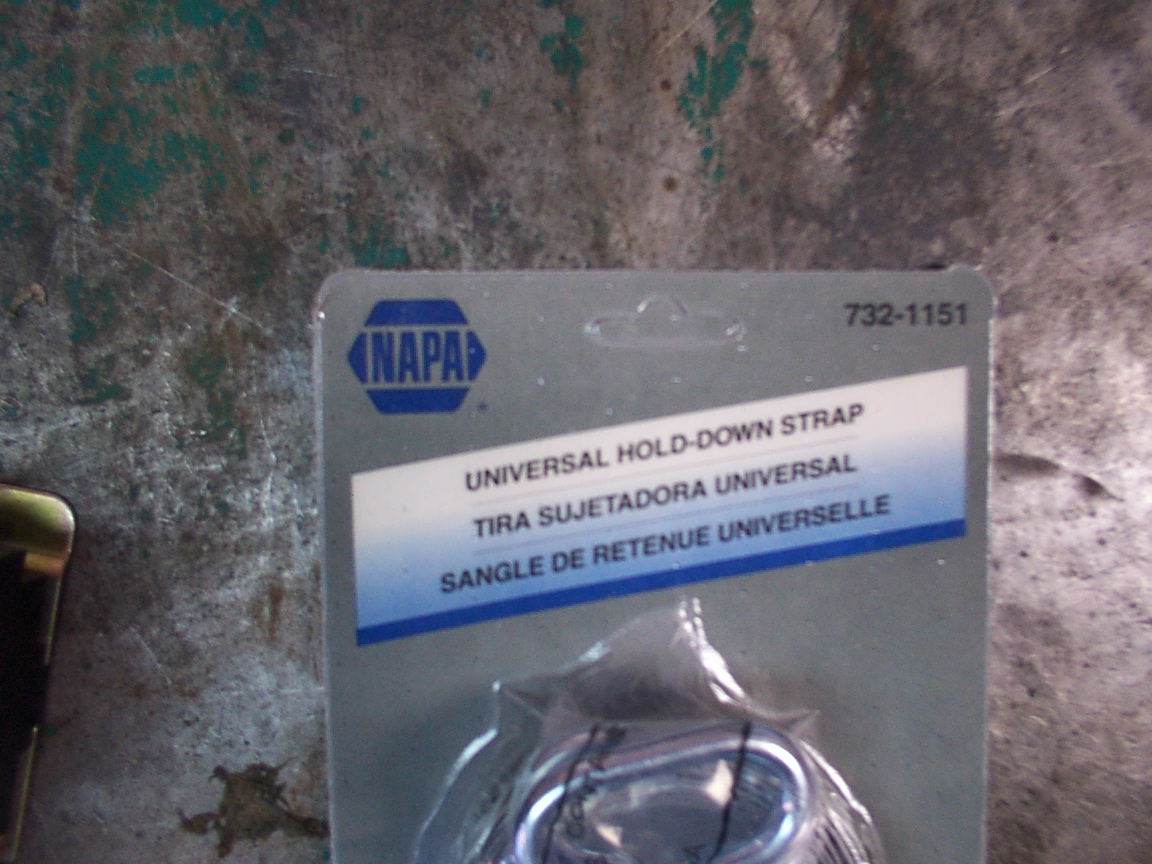 NAPA
732-1151
UNIVERSAL HOLD-DOWN STRAP
TIRA SUJETADORA UNIVERSAL
SANGLE DE RETENUE UNIVERSELLE